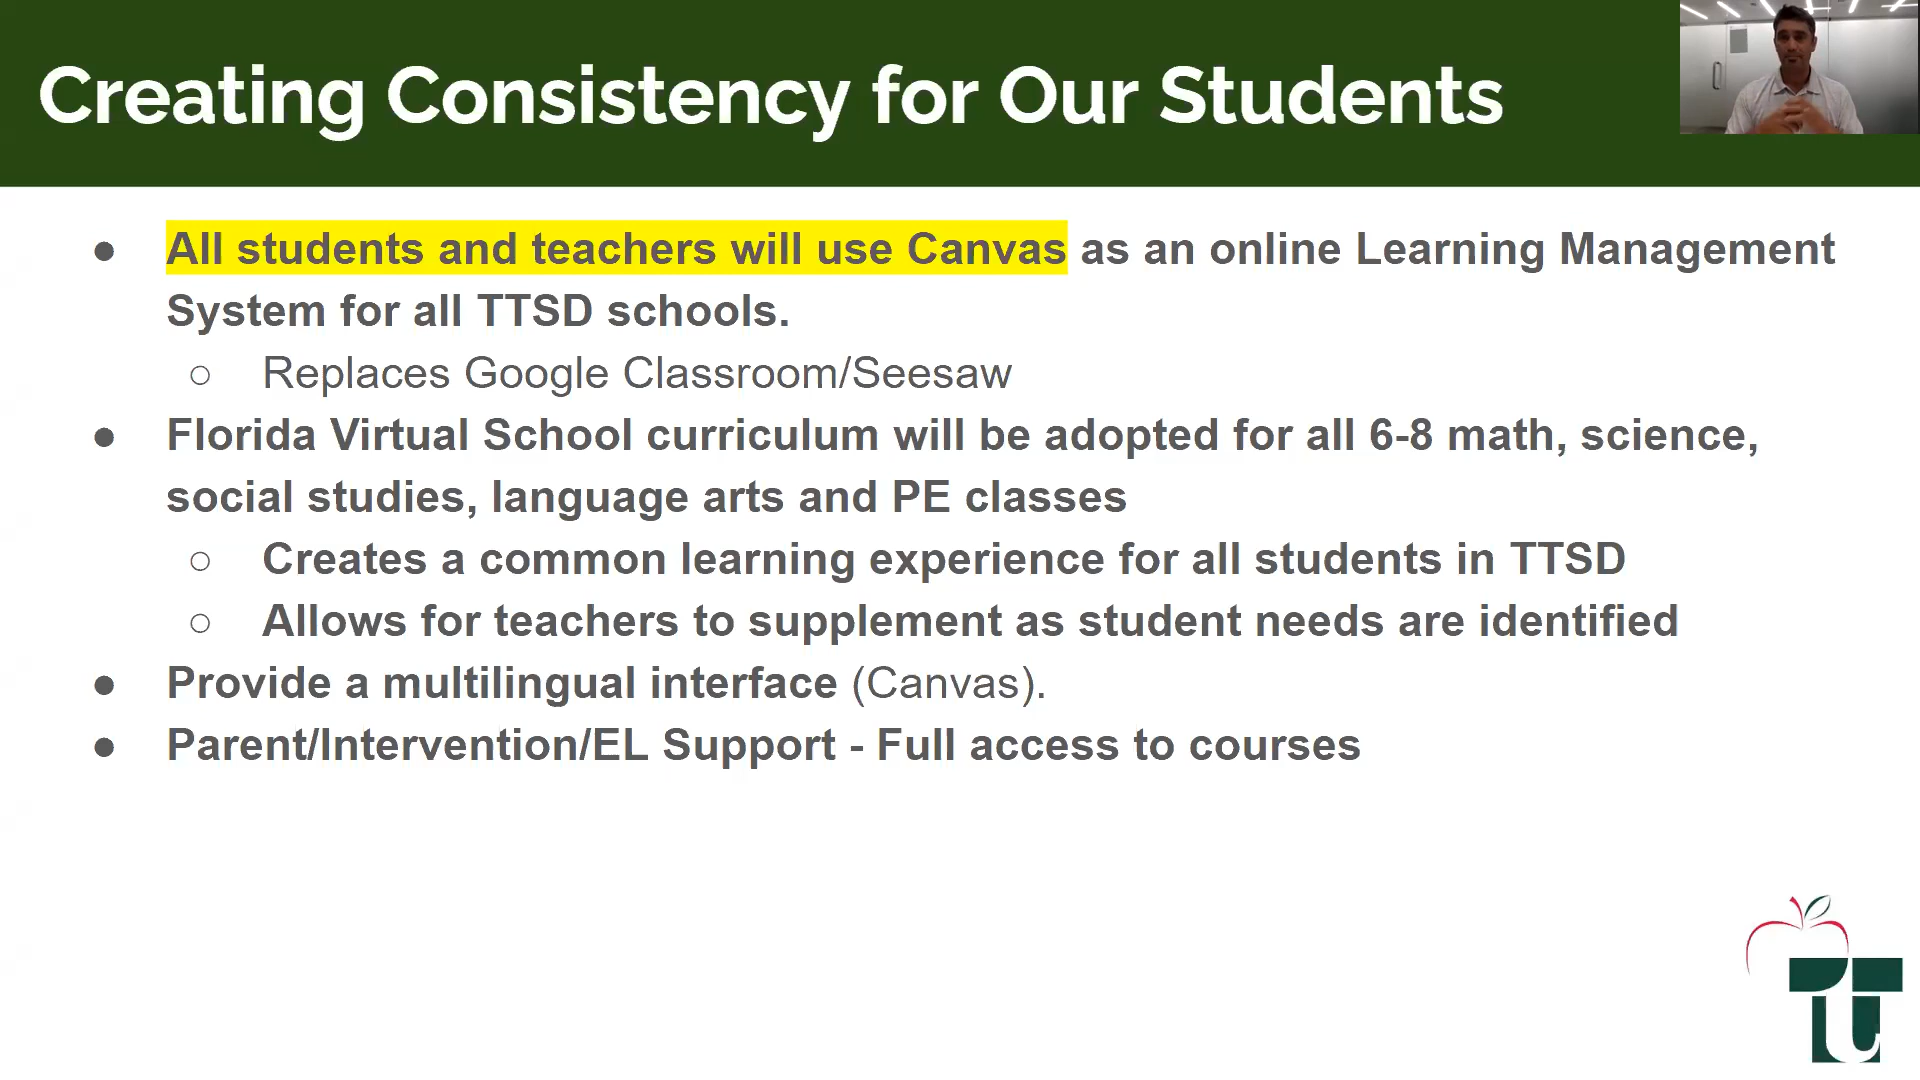 Creating Consistency for Our Students
● All students and teachers will use Canvas as an online Learning Management
System for all TTSD schools.
○ Replaces Google Classroom/Seesaw
● Florida Virtual School curriculum will be adopted for all 6-8 math, science,
social studies, language arts and PE classes
○ Creates a common learning experience for all students in TTSD
○ Allows for teachers to supplement as student needs are identified
● Provide a multilingual interface (Canvas).
● Parent/Intervention/EL Support - Full access to courses